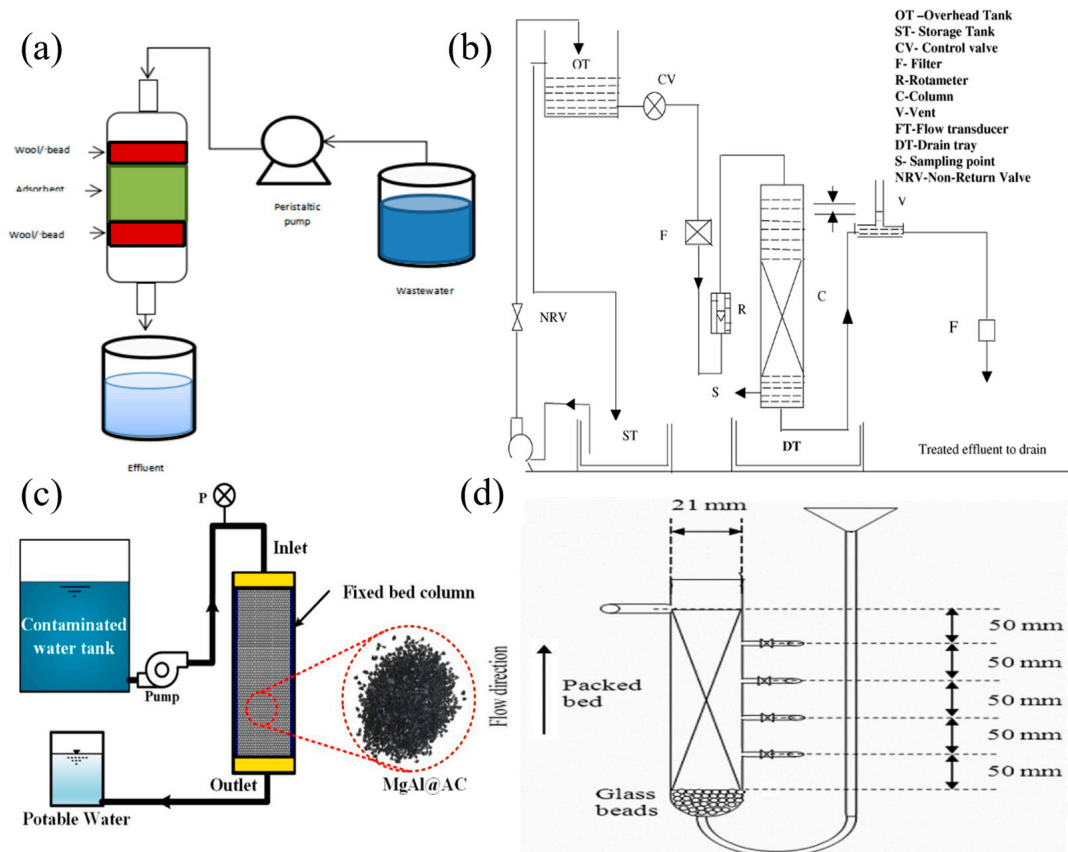 (a)
Wool/bead
Adsorbent
Wool/bead
Peristaltic
pump
Wastewater
Effluent
(b)
OT –Overhead Tank
ST- Storage Tank
CV- Control valve
F- Filter
R-Rotameter
C-Column
V-Vent
FT-Flow transducer
DT-Drain tray
S- Sampling point
NRV-Non-Return Valve
OT
CV
V
F
NRV
R
C
F
S
ST
DT
Treated effluent to drain
(c)
P
Inlet
Fixed bed column
Contaminated
water tank
Pump
Outlet
MgAl@AC
Potable Water
(d)
21 mm
Flow direction
Packed
bed
Glass
beads
50 mm
50 mm
50 mm
50 mm
50 mm